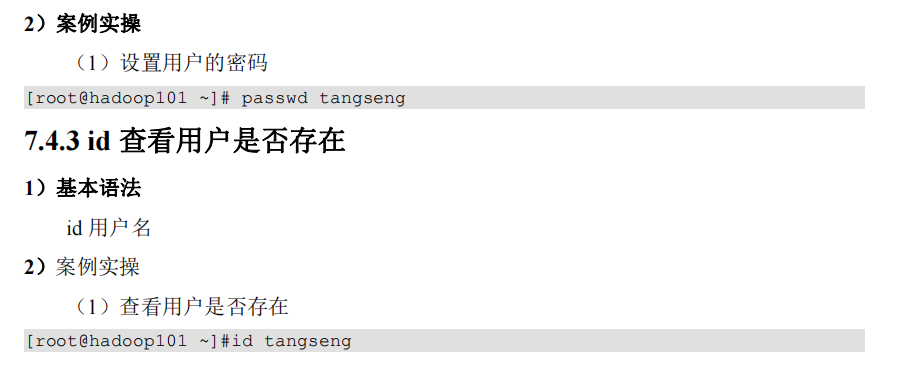 2）案例实操
（1）设置用户的密码
[root@hadoop101 ~]# passwd tangseng
7.4.3 id 查看用户是否存在
1）基本语法
id 用户名
2）案例实操
（1）查看用户是否存在
[root@hadoop101 ~]#id tangseng